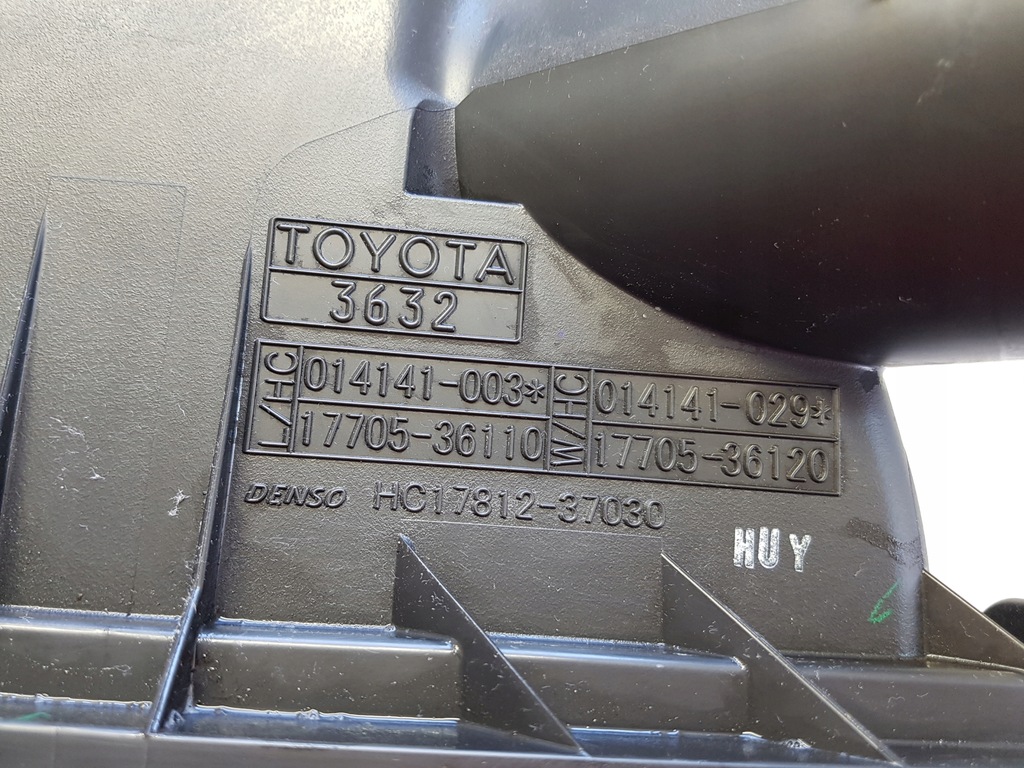 TOYOTA
3632
L/HC 014141-003* W/HC 014141-029*
17705-36110 17705-36120
DENSO HC17812-37030
HUY